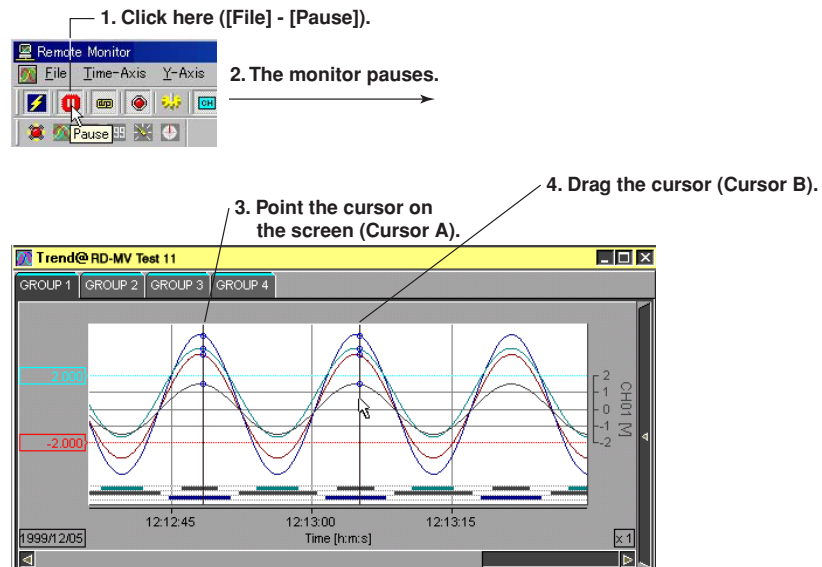 1. Click here ([File] - [Pause]).
Remote Monitor
File Time-Axis Y-Axis
2. The monitor pauses.
CH
Pause 99
4. Drag the cursor (Cursor B).
3. Point the cursor on
the screen (Cursor A).
Trend@RD-MV Test 11
GROUP 1 GROUP 2 GROUP 3 GROUP 4
2.000
-2.000
2
1
0
-1
-2
CH01 [V]
12:12:45 12:13:00 12:13:15
1999/12/05 Time [h:m:s] x 1